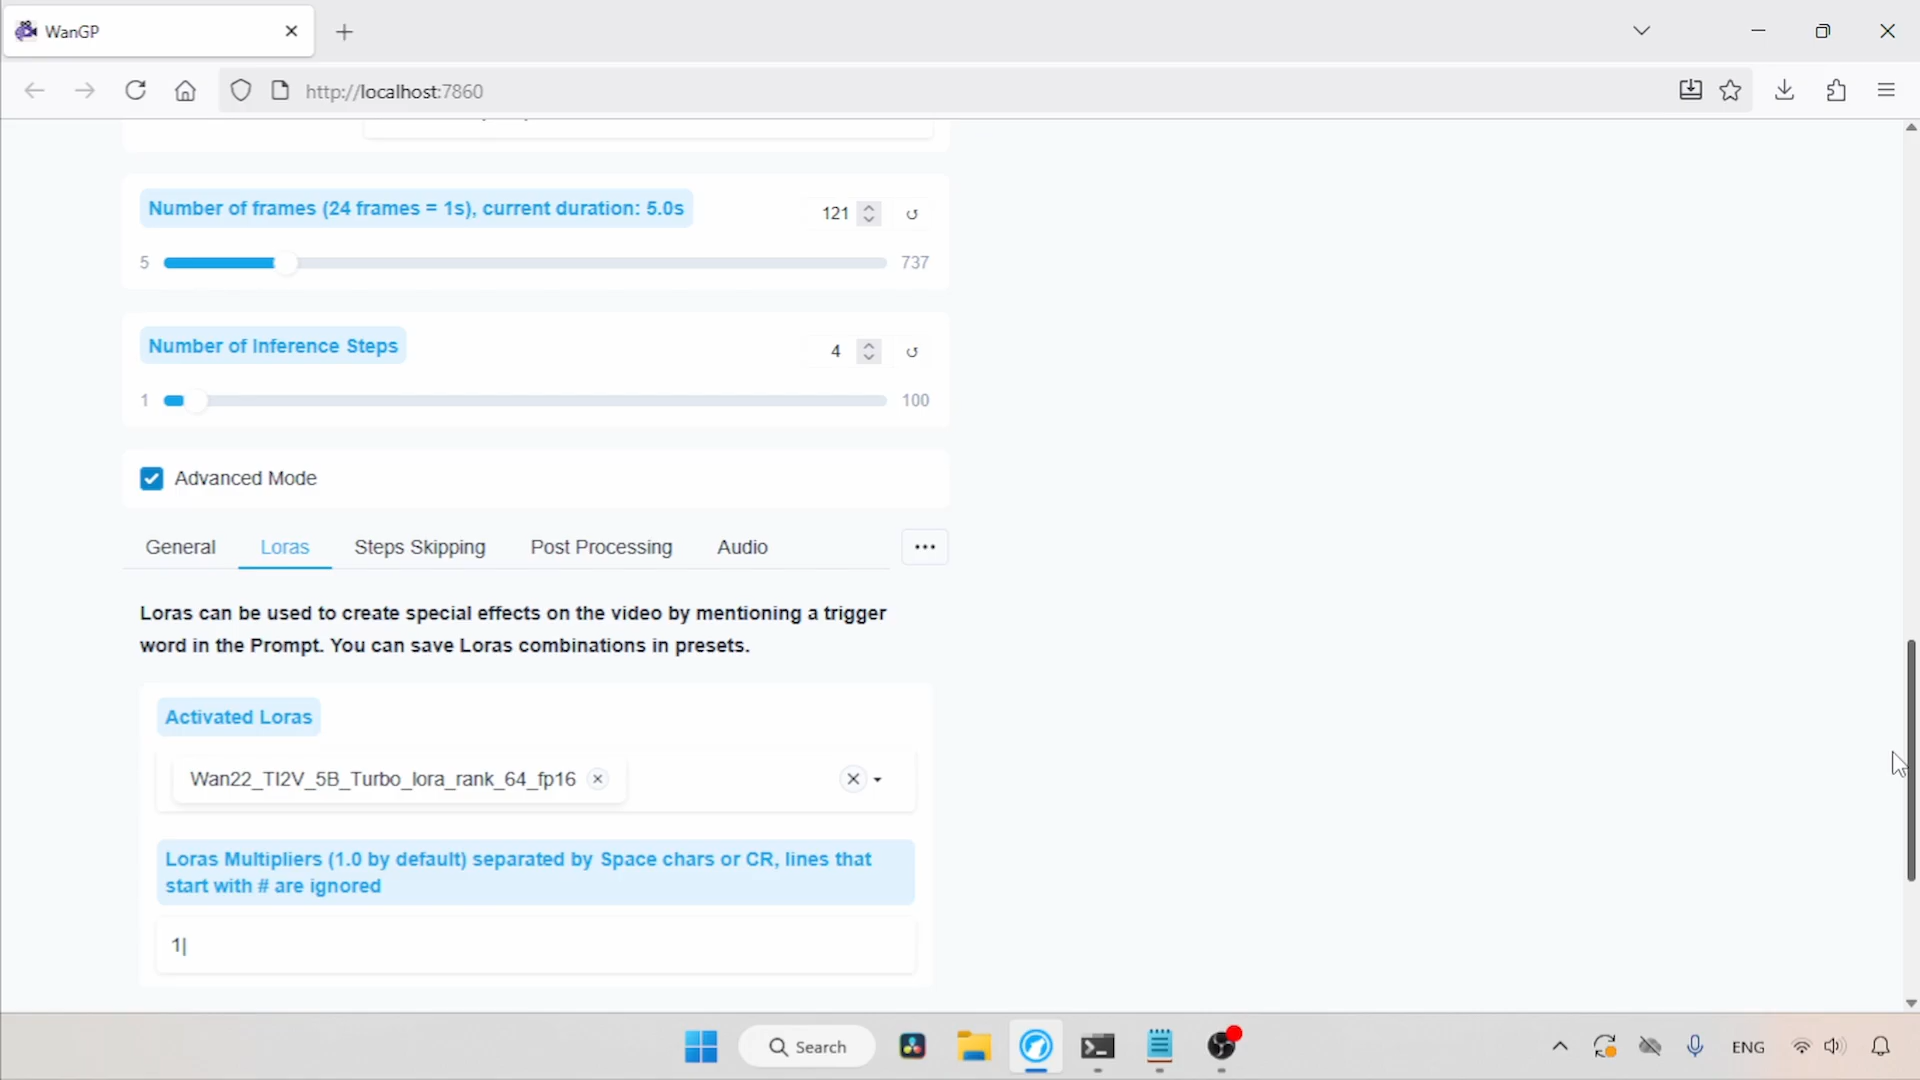 WanGP
http://localhost:7860
Number of frames (24 frames = 1s), current duration: 5.0s
121
5
737
Number of Inference Steps
4
1
100
Advanced Mode
General Loras Steps Skipping Post Processing Audio
Loras can be used to create special effects on the video by mentioning a trigger
word in the Prompt. You can save Loras combinations in presets.
Activated Loras
Wan22_TI2V_5B_Turbo_lora_rank_64_fp16
Loras Multipliers (1.0 by default) separated by Space chars or CR, lines that
start with # are ignored
1
Search
ENG